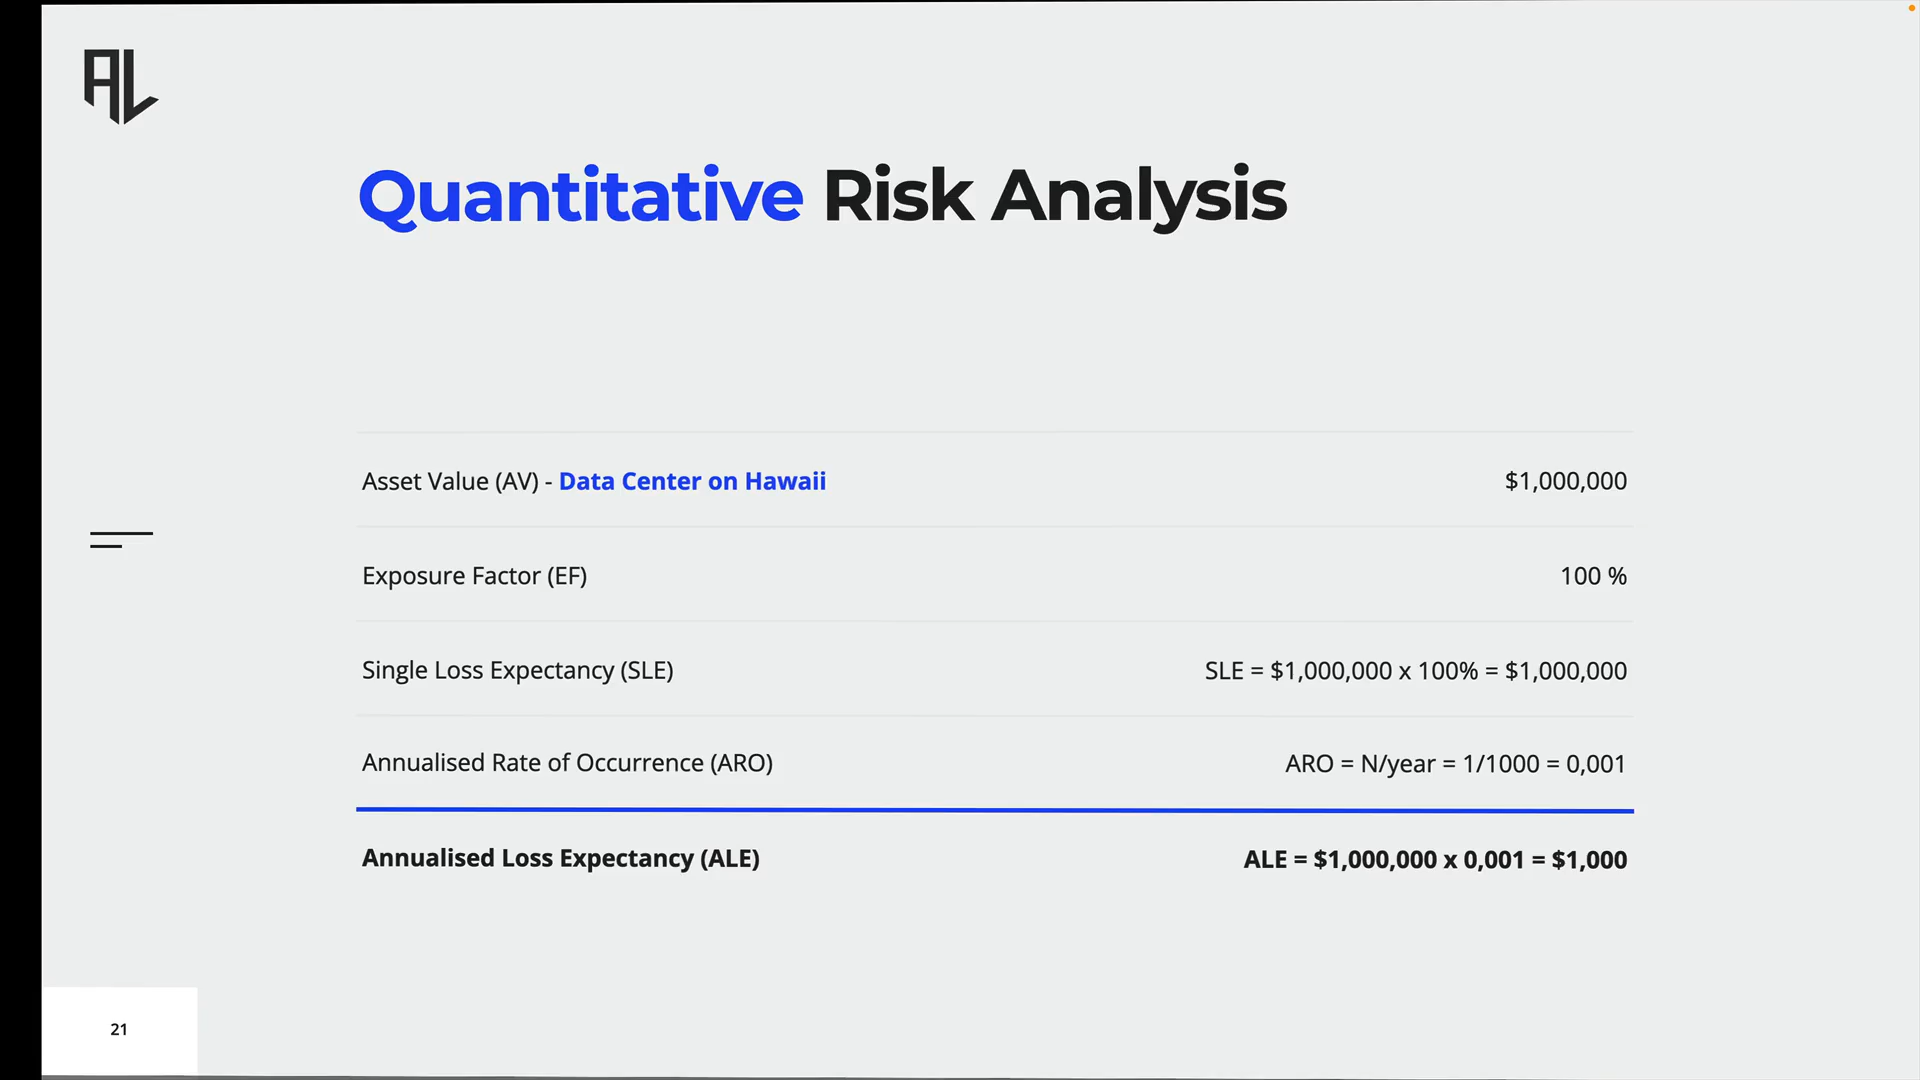 AL
Quantitative Risk Analysis
Asset Value (AV) - Data Center on Hawaii $1,000,000
Exposure Factor (EF) 100 %
Single Loss Expectancy (SLE) SLE = $1,000,000 x 100% = $1,000,000
Annualised Rate of Occurrence (ARO) ARO = N/year = 1/1000 = 0,001
Annualised Loss Expectancy (ALE) ALE = $1,000,000 x 0,001 = $1,000
21